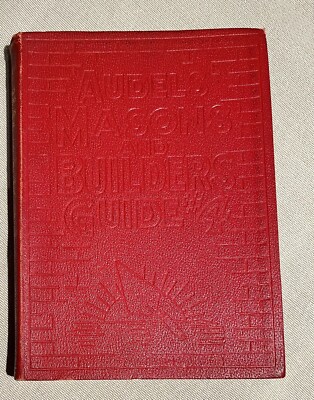 AUDELS
MASONS
AND
BUILDERS
GUIDE #4